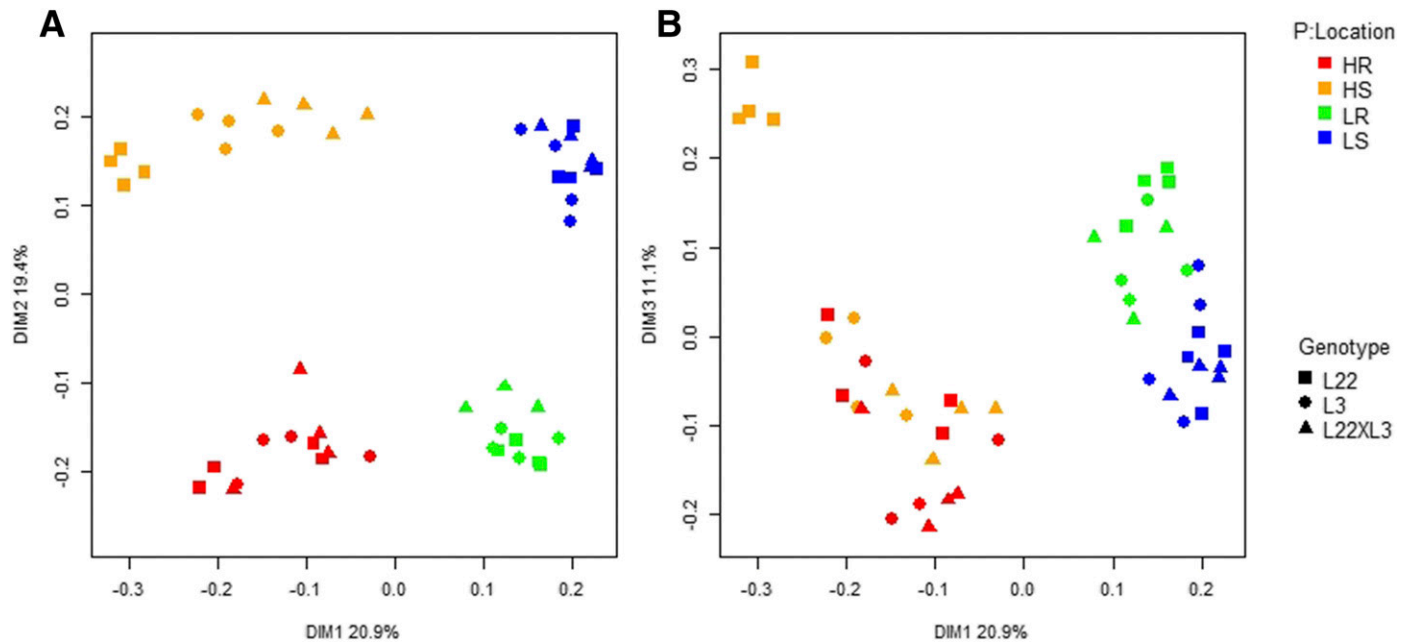 A
DIM2 19.4%
0.2
0.1
0.0
-0.1
-0.2
-0.3 -0.2 -0.1 0.0 0.1 0.2
DIM1 20.9%
B
DIM3 11.1%
0.3
0.2
0.1
0.0
-0.1
-0.2
-0.3 -0.2 -0.1 0.0 0.1 0.2
DIM1 20.9%
P:Location
HR
HS
LR
LS
Genotype
L22
L3
L22XL3